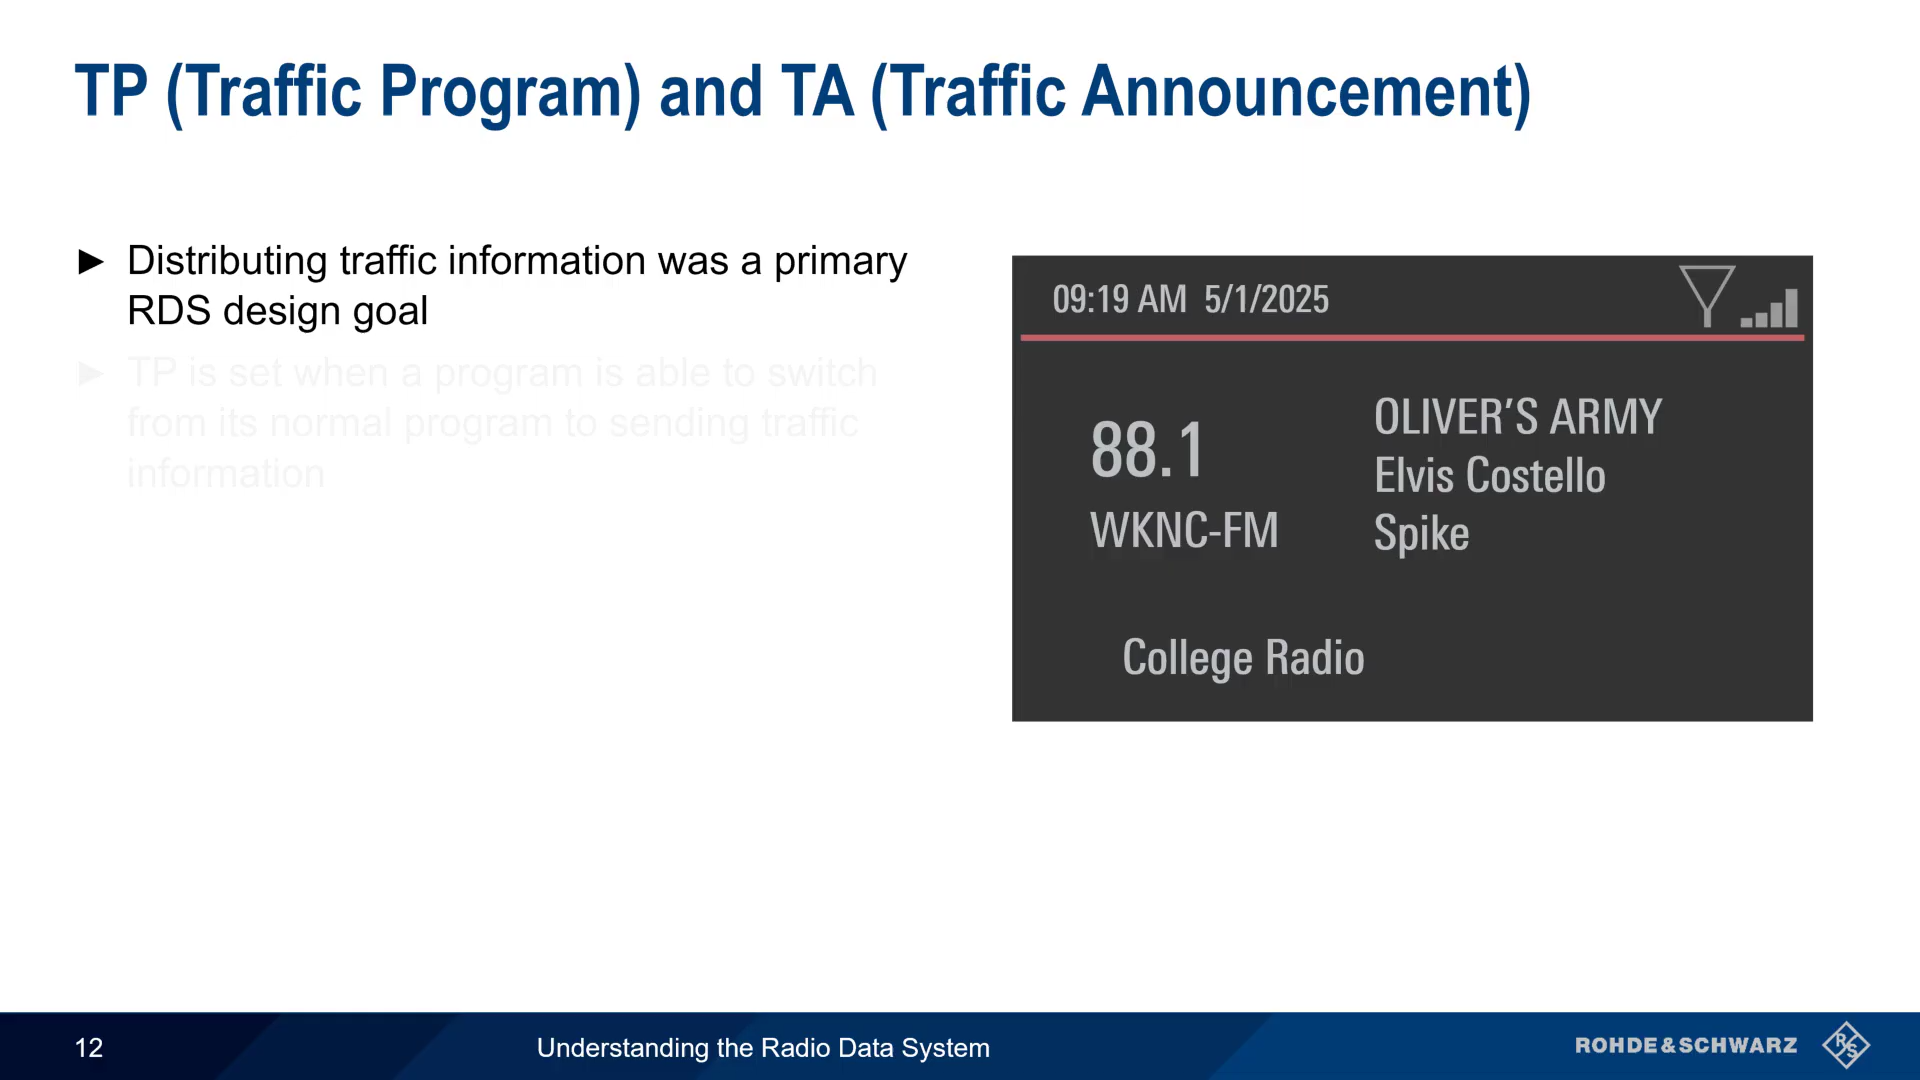 TP (Traffic Program) and TA (Traffic Announcement)
► Distributing traffic information was a primary
RDS design goal
► TP is set when a program is able to switch
from its normal program to sending traffic
information
09:19 AM 5/1/2025
88.1
WKNC-FM
OLIVER’S ARMY
Elvis Costello
Spike
College Radio
12
Understanding the Radio Data System
ROHDE&SCHWARZ
R&S